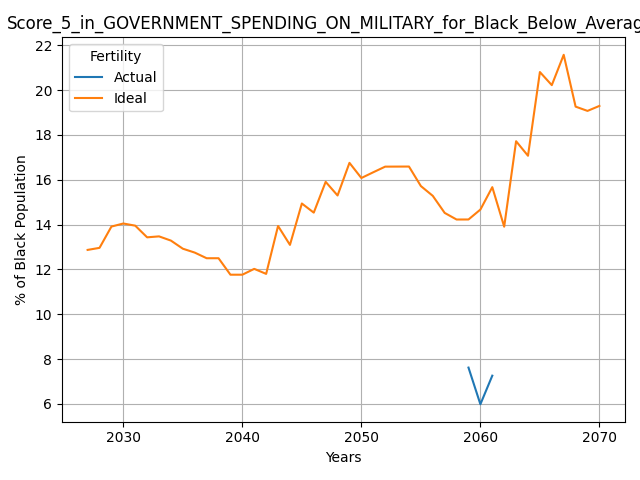 Score_5_in_GOVERNMENT_SPENDING_ON_MILITARY_for_Black_Below_Averag
Fertility
Actual
Ideal
% of Black Population
22
20
18
16
14
12
10
8
6
2030 2040 2050 2060 2070
Years